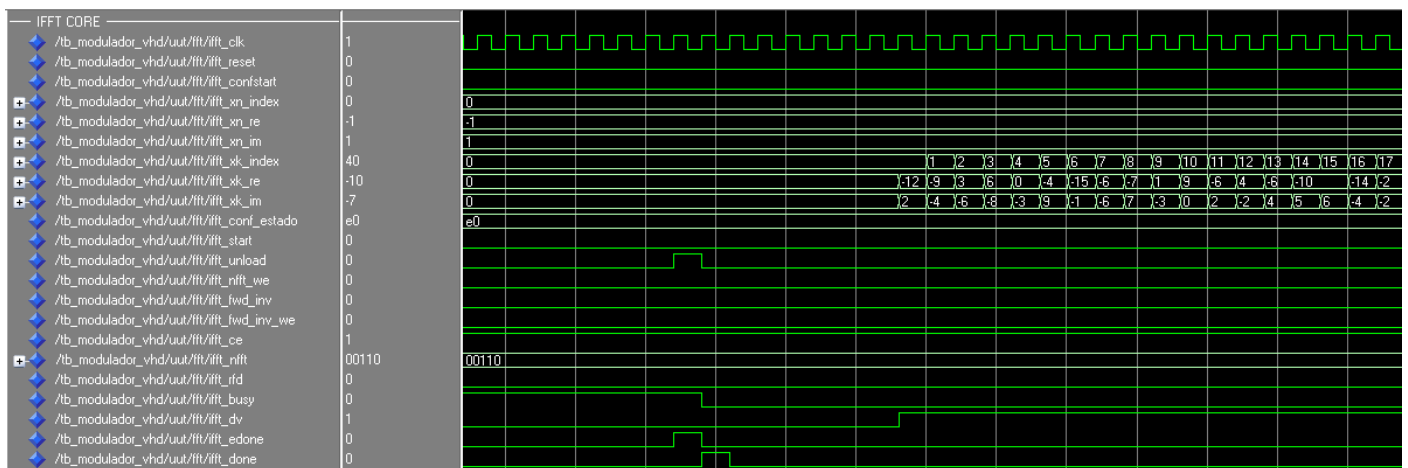 IFFT CORE
/tb_modulador_vhd/uut/fft/ifft_clk 1
/tb_modulador_vhd/uut/fft/ifft_reset 0
/tb_modulador_vhd/uut/fft/ifft_confstart 0
/tb_modulador_vhd/uut/fft/ifft_xn_index 0 0
/tb_modulador_vhd/uut/fft/ifft_xn_re -1 -1
/tb_modulador_vhd/uut/fft/ifft_xn_im 1 1
/tb_modulador_vhd/uut/fft/ifft_xk_index 40 0 1 2 3 4 5 6 7 8 9 10 11 12 13 14 15 16 17
/tb_modulador_vhd/uut/fft/ifft_xk_re -10 0 -12 -9 3 6 0 -4 -15 -6 -7 1 9 -6 4 -6 -10 -14 -2
/tb_modulador_vhd/uut/fft/ifft_xk_im -7 0 2 -4 -6 -8 -3 9 -1 -6 7 -3 0 2 -2 4 5 6 -4 -2
/tb_modulador_vhd/uut/fft/ifft_conf_estado e0 e0
/tb_modulador_vhd/uut/fft/ifft_start 0
/tb_modulador_vhd/uut/fft/ifft_unload 0
/tb_modulador_vhd/uut/fft/ifft_nfft_we 0
/tb_modulador_vhd/uut/fft/ifft_fwd_inv 0
/tb_modulador_vhd/uut/fft/ifft_fwd_inv_we 0
/tb_modulador_vhd/uut/fft/ifft_ce 1
/tb_modulador_vhd/uut/fft/ifft_nfft 00110 00110
/tb_modulador_vhd/uut/fft/ifft_rfd 0
/tb_modulador_vhd/uut/fft/ifft_busy 0
/tb_modulador_vhd/uut/fft/ifft_dv 1
/tb_modulador_vhd/uut/fft/ifft_edone 0
/tb_modulador_vhd/uut/fft/ifft_done 0